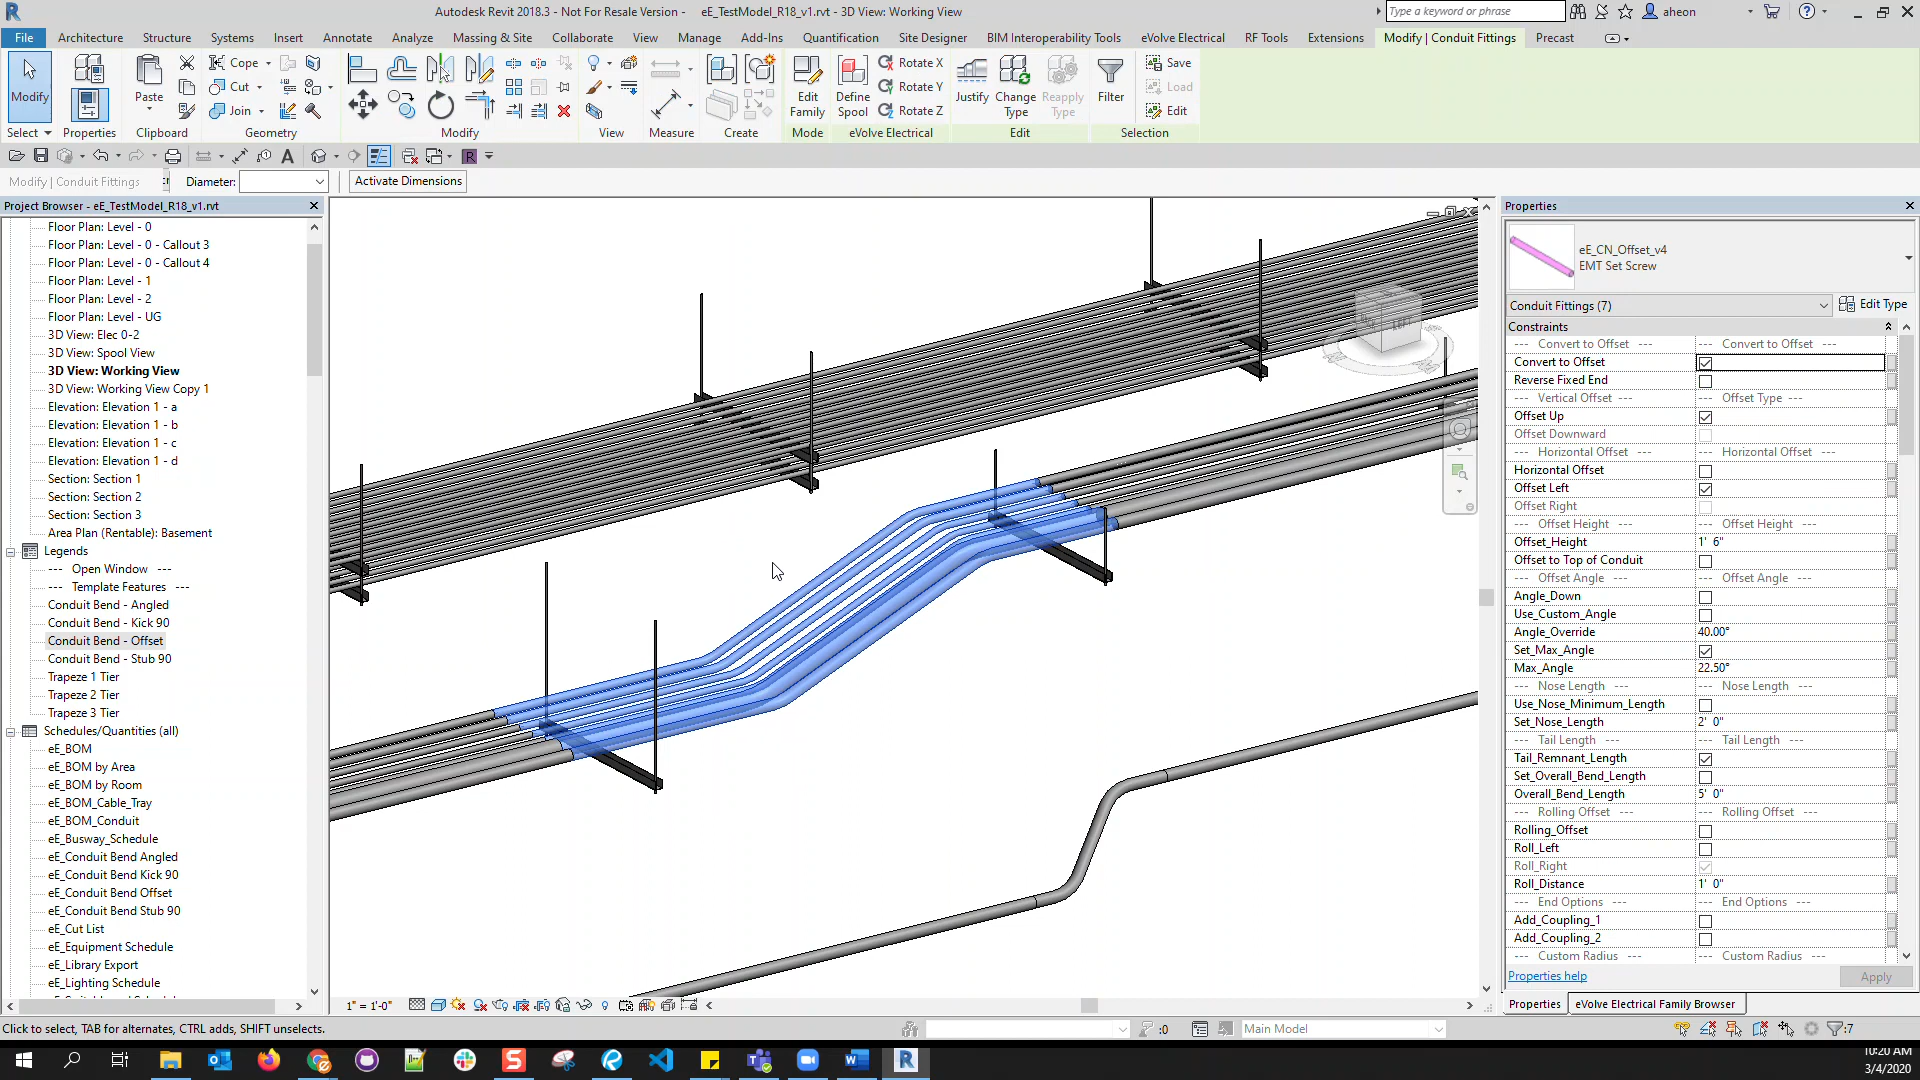 Autodesk Revit 2018.3 - Not For Resale Version - eE_TestModel_R18_v1.rvt - 3D View: Working View
Type a keyword or phrase
aheon
File Architecture Structure Systems Insert Annotate Analyze Massing & Site Collaborate View Manage Add-Ins Quantification Site Designer BIM Interoperability Tools eVolve Electrical RF Tools Extensions Modify | Conduit Fittings Precast
Modify
Paste
Cope
Cut
Join
Edit Family
Define Spool
Rotate X
Rotate Y
Rotate Z
Justify
Change Type
Reapply Type
Filter
Save
Load
Edit
Select Properties Clipboard Geometry Modify View Measure Create Mode eVolve Electrical Edit Selection
Modify | Conduit Fittings
Diameter:
Activate Dimensions
Project Browser - eE_TestModel_R18_v1.rvt
Floor Plan: Level - 0
Floor Plan: Level - 0 - Callout 3
Floor Plan: Level - 0 - Callout 4
Floor Plan: Level - 1
Floor Plan: Level - 2
Floor Plan: Level - UG
3D View: Elec 0-2
3D View: Spool View
3D View: Working View
3D View: Working View Copy 1
Elevation: Elevation 1 - a
Elevation: Elevation 1 - b
Elevation: Elevation 1 - c
Elevation: Elevation 1 - d
Section: Section 1
Section: Section 2
Section: Section 3
Area Plan (Rentable): Basement
Legends
--- Open Window ---
--- Template Features ---
Conduit Bend - Angled
Conduit Bend - Kick 90
Conduit Bend - Offset
Conduit Bend - Stub 90
Trapeze 1 Tier
Trapeze 2 Tier
Trapeze 3 Tier
Schedules/Quantities (all)
eE_BOM
eE_BOM by Area
eE_BOM by Room
eE_BOM_Cable_Tray
eE_BOM_Conduit
eE_Busway_Schedule
eE_Conduit Bend Angled
eE_Conduit Bend Kick 90
eE_Conduit Bend Offset
eE_Conduit Bend Stub 90
eE_Cut List
eE_Equipment Schedule
eE_Library Export
eE_Lighting Schedule
LEFT
1" = 1'-0"
Properties
eE_CN_Offset_v4
EMT Set Screw
Conduit Fittings (7)
Edit Type
Constraints
--- Convert to Offset --- Convert to Offset ---
Convert to Offset
Reverse Fixed End
--- Vertical Offset --- --- Offset Type ---
Offset Up
Offset Downward
--- Horizontal Offset --- Horizontal Offset ---
Horizontal Offset
Offset Left
Offset Right
--- Offset Height --- --- Offset Height ---
Offset_Height 1' 6"
Offset to Top of Conduit
--- Offset Angle --- --- Offset Angle ---
Angle_Down
Use_Custom_Angle
Angle_Override 40.00°
Set_Max_Angle
Max_Angle 22.50°
--- Nose Length --- --- Nose Length ---
Use_Nose_Minimum_Length
Set_Nose_Length 2' 0"
--- Tail Length --- --- Tail Length ---
Tail_Remnant_Length
Set_Overall_Bend_Length
Overall_Bend_Length 5' 0"
--- Rolling Offset --- --- Rolling Offset ---
Rolling_Offset
Roll_Left
Roll_Right
Roll_Distance 1' 0"
--- End Options --- --- End Options ---
Add_Coupling_1
Add_Coupling_2
--- Custom Radius --- --- Custom Radius ---
Properties help
Apply
Properties eVolve Electrical Family Browser
Click to select, TAB for alternates, CTRL adds, SHIFT unselects.
:0
Main Model
:7
10:20 AM
3/4/2020